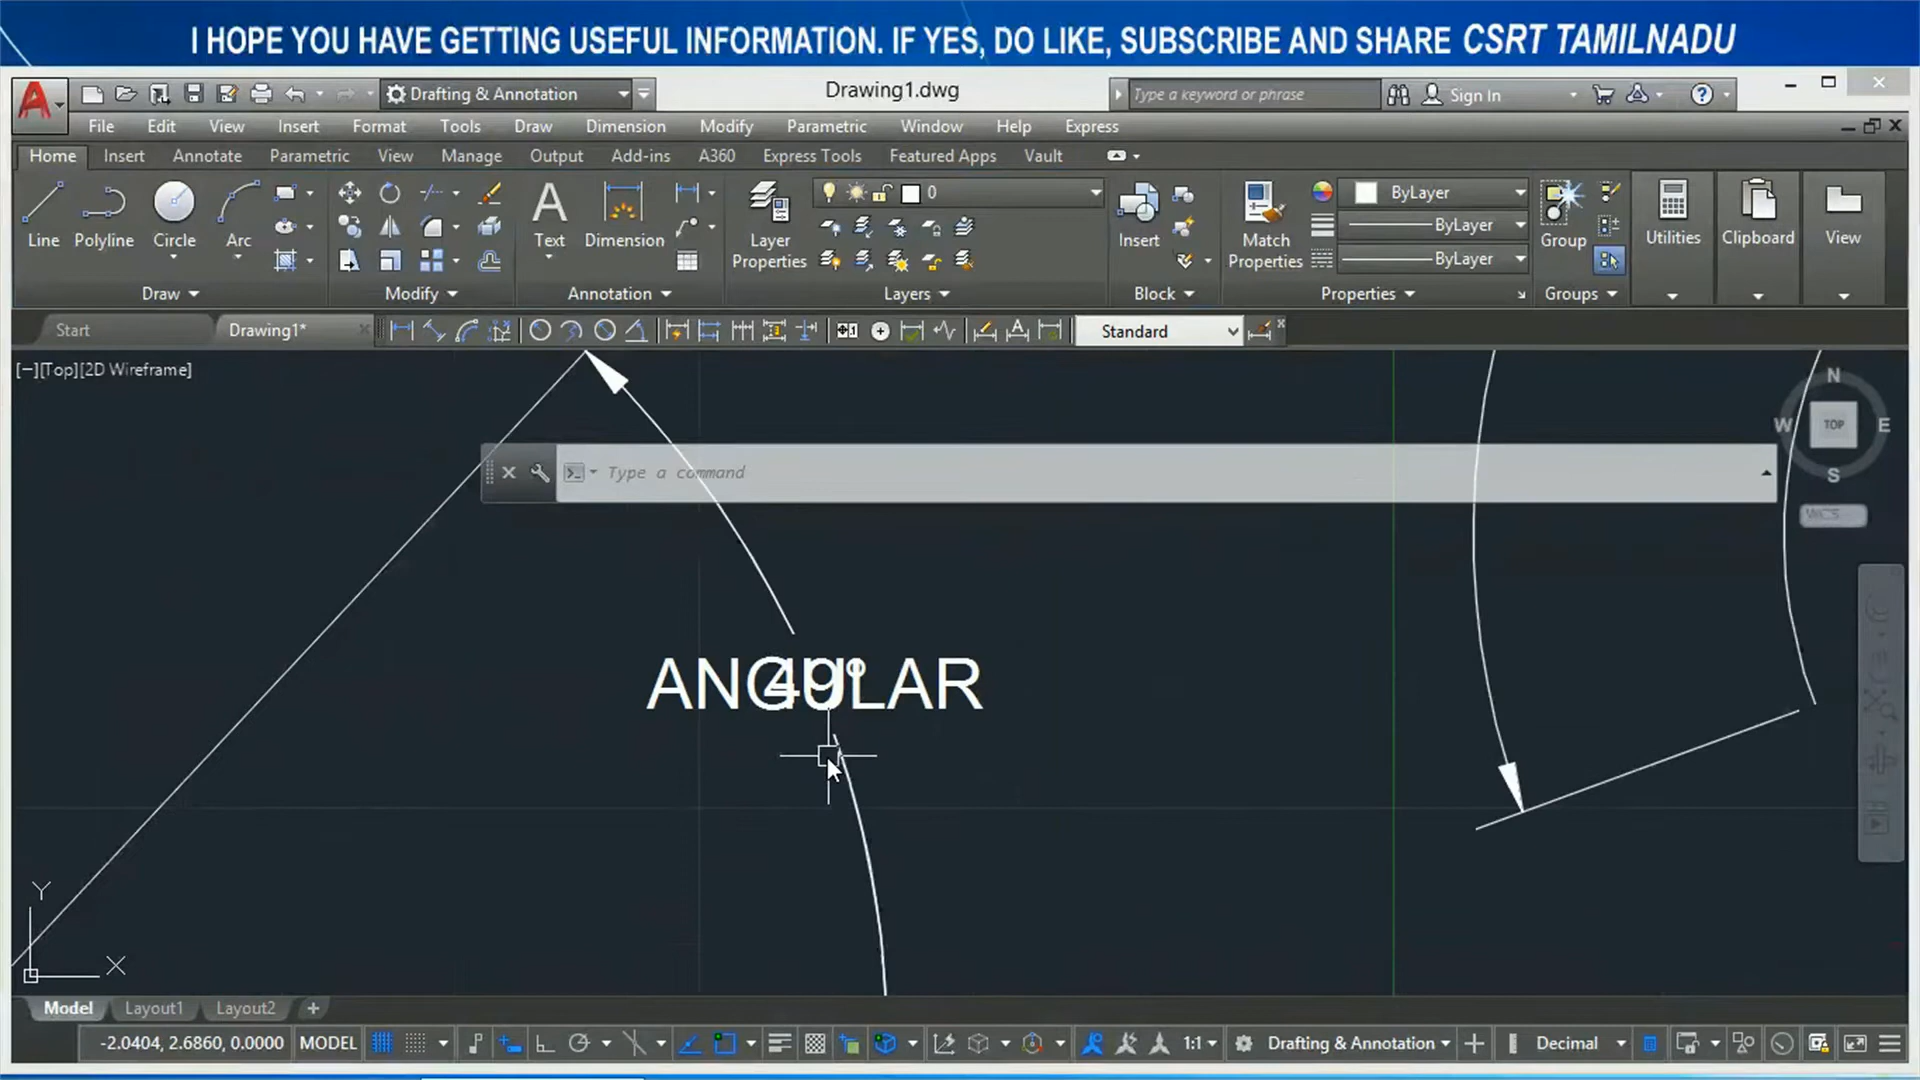 I HOPE YOU HAVE GETTING USEFUL INFORMATION. IF YES, DO LIKE, SUBSCRIBE AND SHARE CSRT TAMILNADU
Drafting & Annotation
Drawing1.dwg
Type a keyword or phrase
Sign In
File Edit View Insert Format Tools Draw Dimension Modify Parametric Window Help Express
Home Insert Annotate Parametric View Manage Output Add-ins A360 Express Tools Featured Apps Vault
0
ByLayer
ByLayer
ByLayer
Line Polyline Circle Arc Text Dimension Layer Properties Insert Match Properties Group Utilities Clipboard View
Draw Modify Annotation Layers Block Properties Groups
Start Drawing1* Standard
[−][Top][2D Wireframe]
N
W TOP E
S
WCS
Type a command
ANGULAR
49°
Y
X
Model Layout1 Layout2 +
-2.0404, 2.6860, 0.0000 MODEL 1:1 Drafting & Annotation Decimal